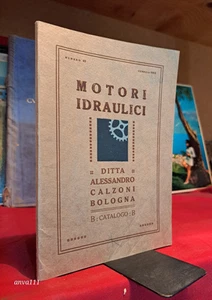 MOTORI
IDRAULICI
DITTA
ALESSANDRO
CALZONI
BOLOGNA
B : CATALOGO : B
anva111